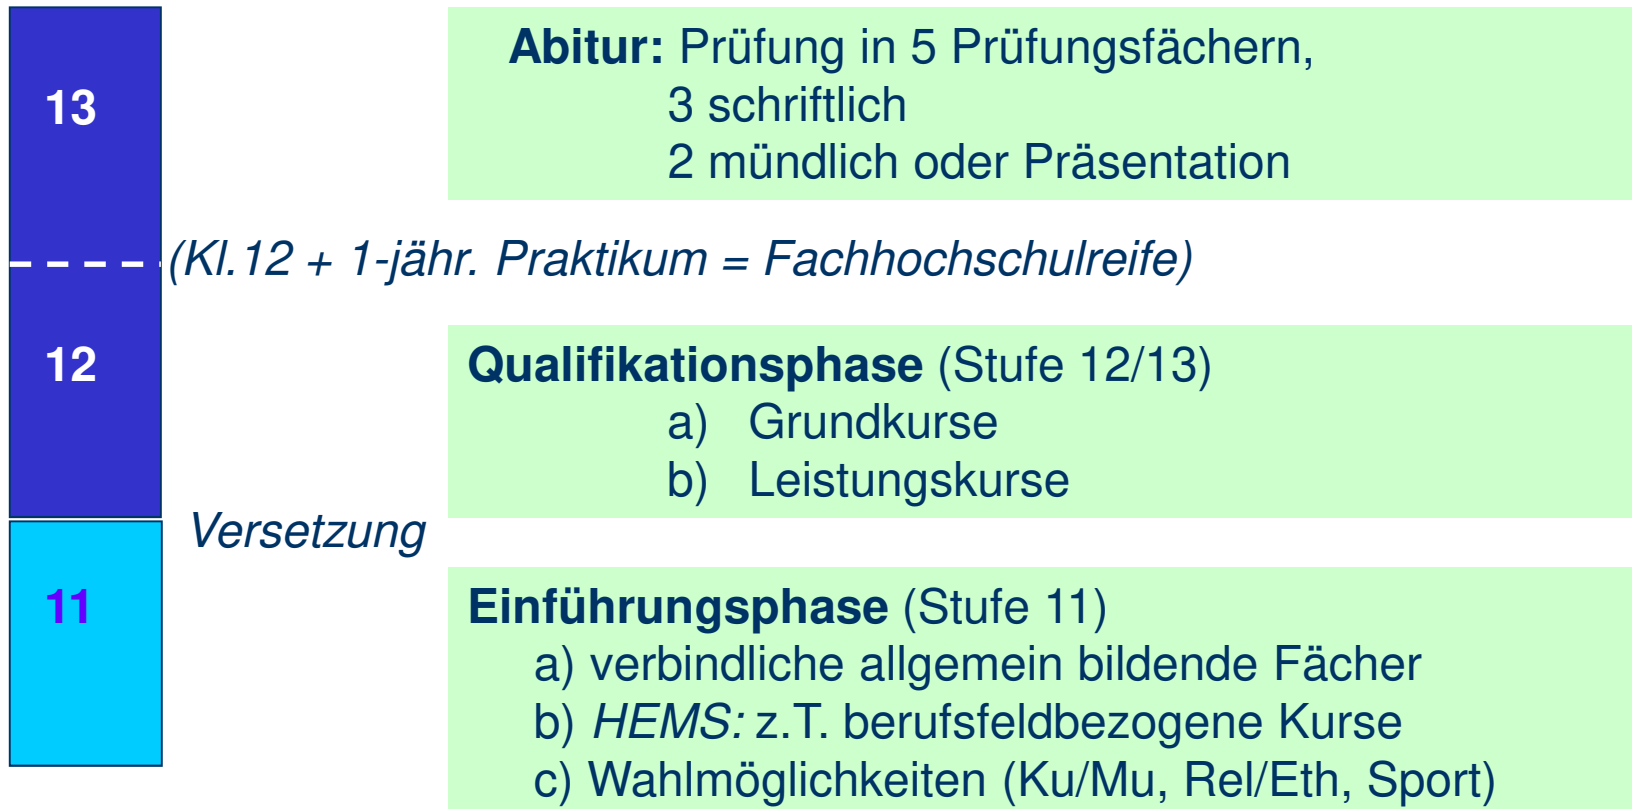 13
Abitur: Prüfung in 5 Prüfungsfächern,
3 schriftlich
2 mündlich oder Präsentation
(Kl.12 + 1-jähr. Praktikum = Fachhochschulreife)
12
Qualifikationsphase (Stufe 12/13)
a) Grundkurse
b) Leistungskurse
Versetzung
11
Einführungsphase (Stufe 11)
a) verbindliche allgemein bildende Fächer
b) HEMS: z.T. berufsfeldbezogene Kurse
c) Wahlmöglichkeiten (Ku/Mu, Rel/Eth, Sport)